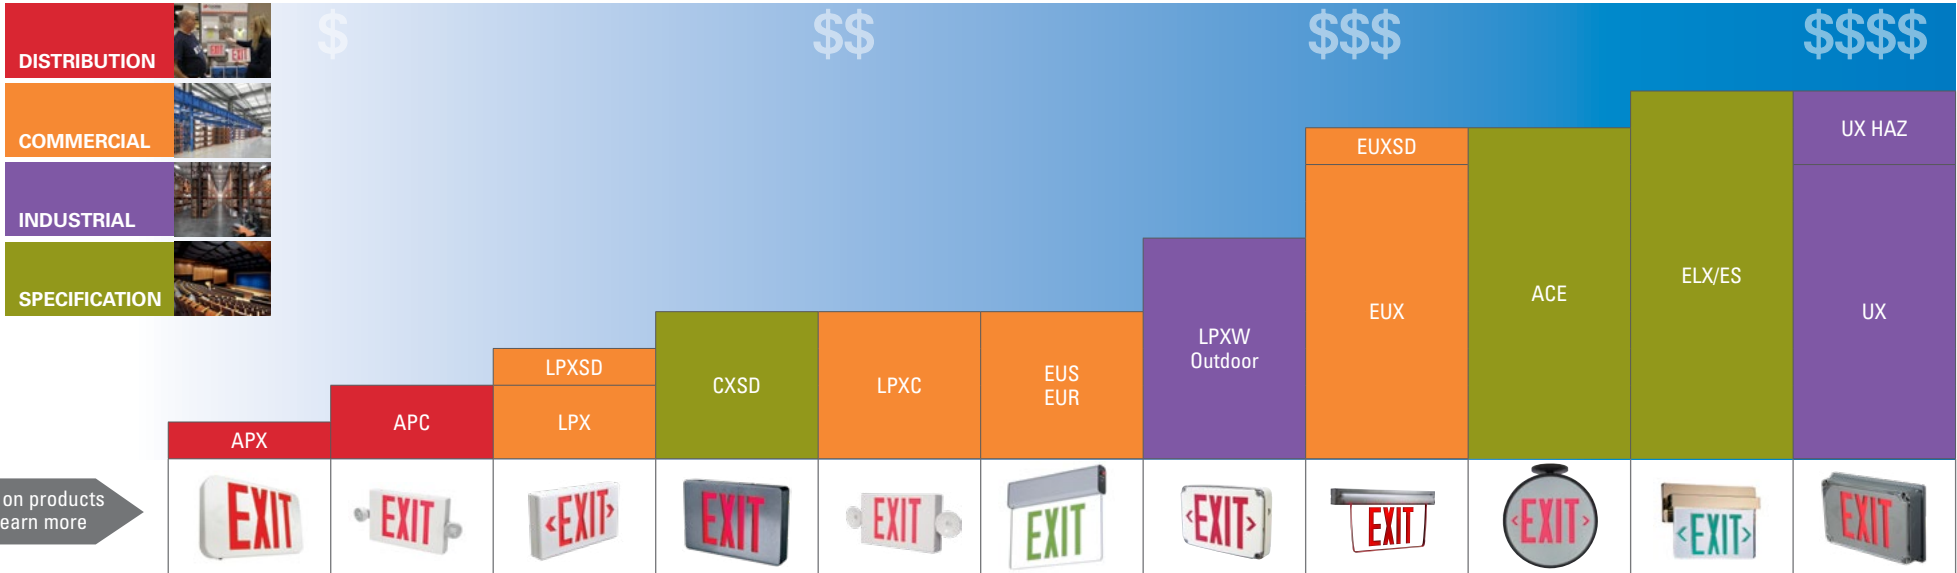 $
$$
$$$
$$$$
DISTRIBUTION
COMMERCIAL
INDUSTRIAL
SPECIFICATION
APX
APC
LPXSD
LPX
CXSD
LPXC
EUS
EUR
LPXW
Outdoor
EUXSD
EUX
ACE
ELX/ES
UX HAZ
UX
on products
earn more
EXIT
EXIT
<EXIT>
EXIT
EXIT
EXIT
<EXIT>
EXIT
<EXIT>
<EXIT>
EXIT